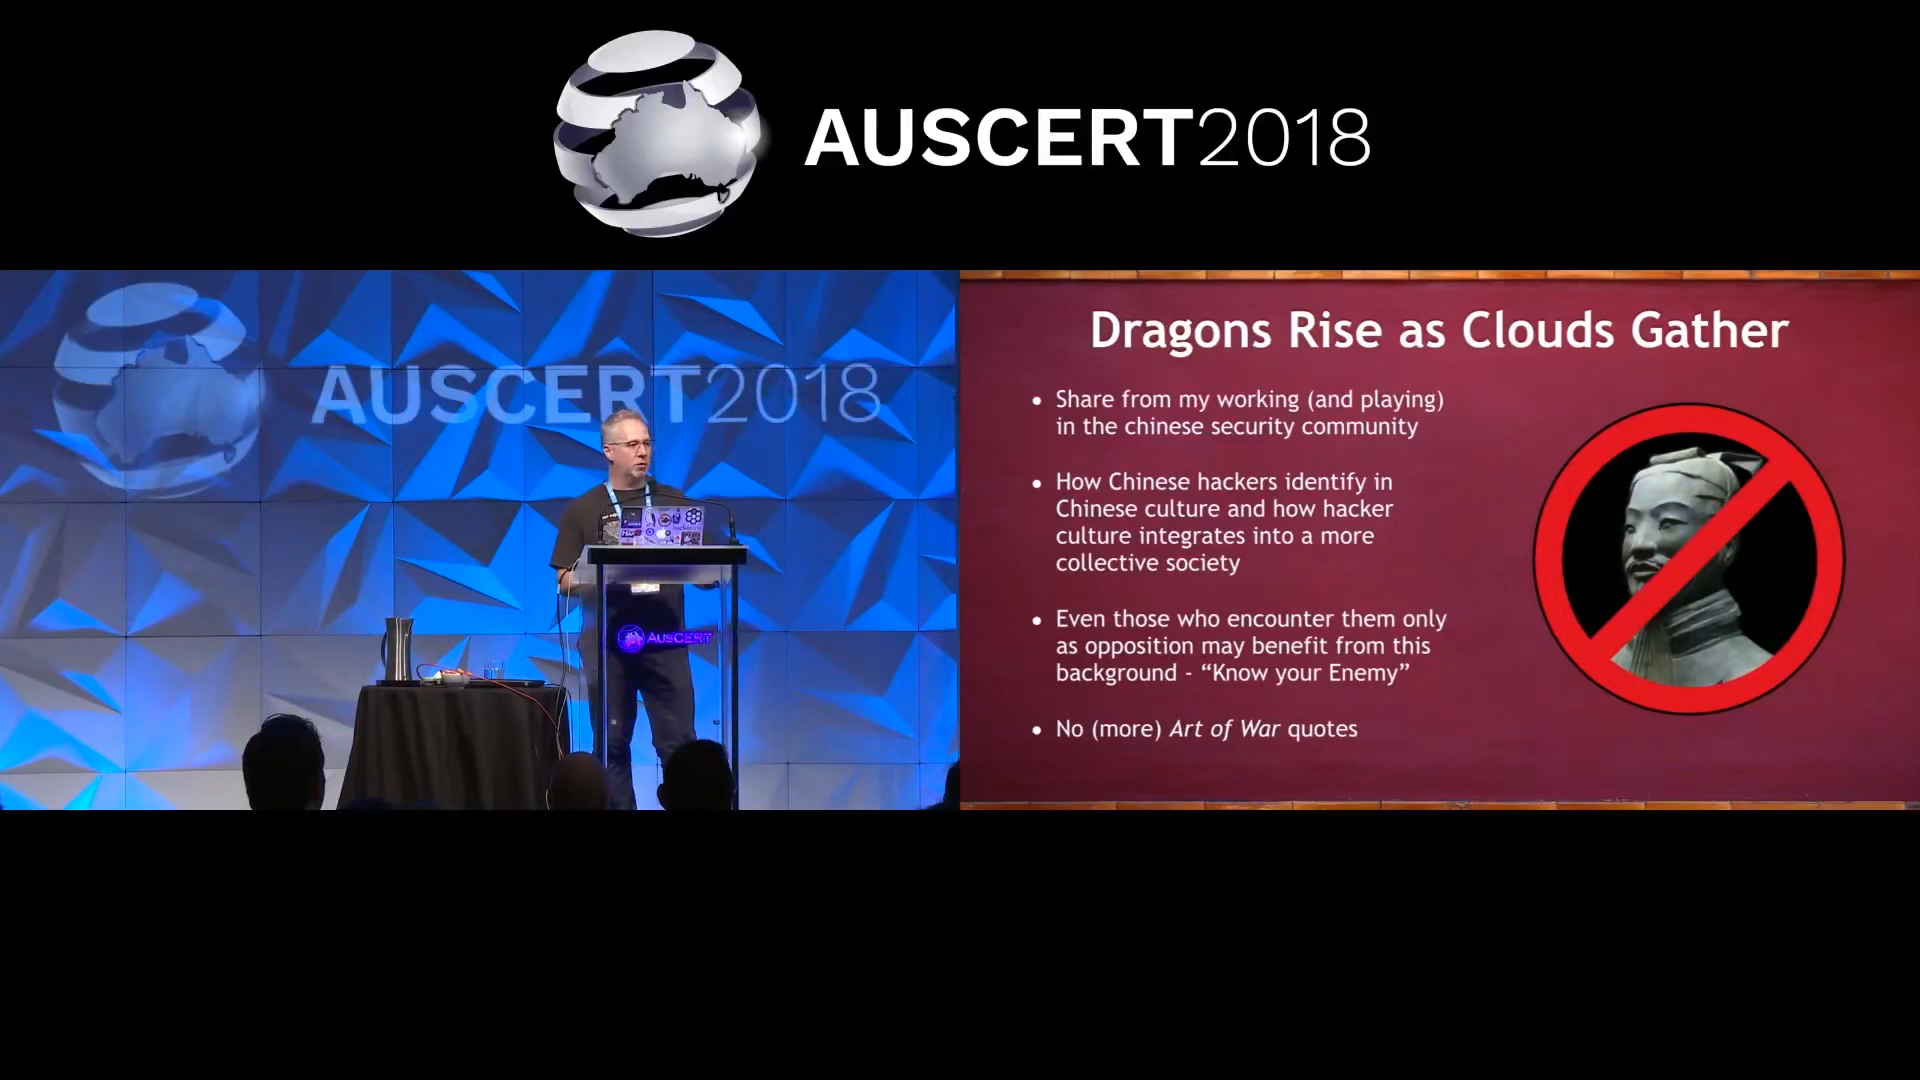 AUSCERT2018
AUSCERT2018
AUSCERT
Dragons Rise as Clouds Gather
• Share from my working (and playing)
in the chinese security community
• How Chinese hackers identify in
Chinese culture and how hacker
culture integrates into a more
collective society
• Even those who encounter them only
as opposition may benefit from this
background - “Know your Enemy”
• No (more) Art of War quotes